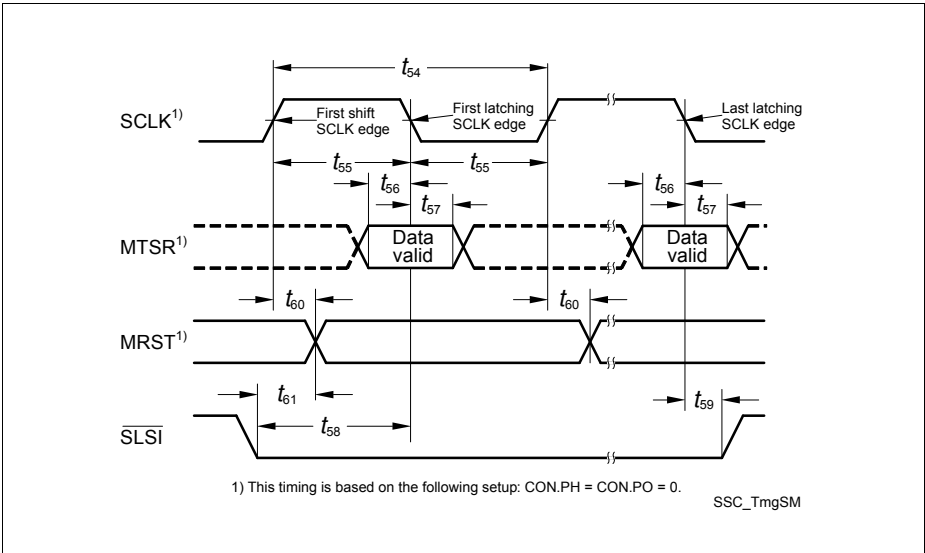 t54
SCLK1)
First shift
SCLK edge
First latching
SCLK edge
Last latching
SCLK edge
t55
t55
t56
t56
t57
t57
MTSR1)
Data
valid
Data
valid
t60
t60
MRST1)
t61
t59
t58
SLSI
1) This timing is based on the following setup: CON.PH = CON.PO = 0.
SSC_TmgSM